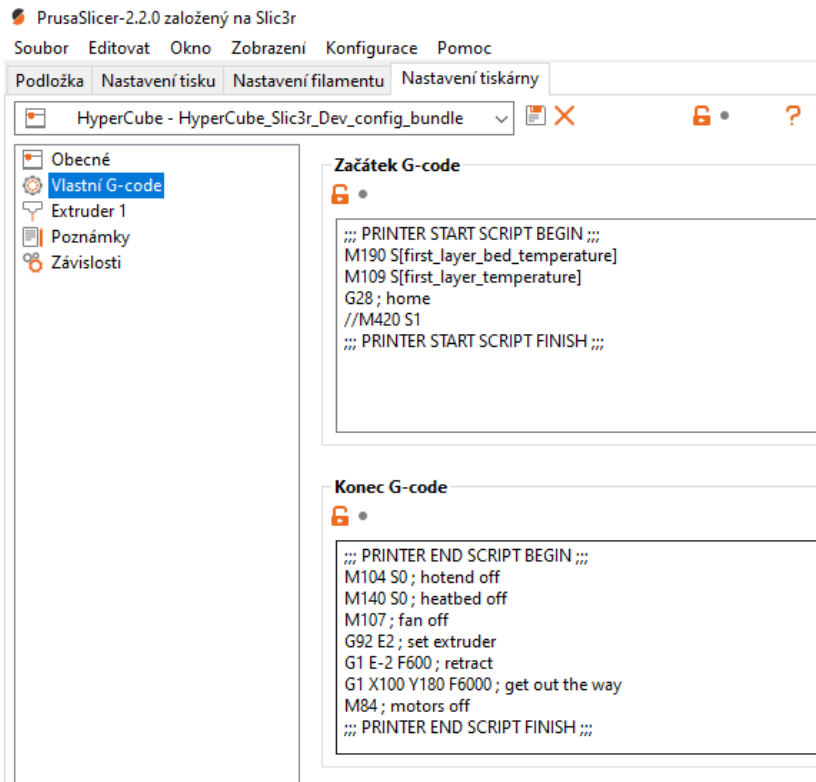 PrusaSlicer-2.2.0 založený na Slic3r
Soubor Editovat Okno Zobrazení Konfigurace Pomoc
Podložka Nastavení tisku Nastavení filamentu Nastavení tiskárny
HyperCube - HyperCube_Slic3r_Dev_config_bundle ?
Obecné
Vlastní G-code
Extruder 1
Poznámky
Závislosti
Začátek G-code
;;; PRINTER START SCRIPT BEGIN ;;;
M190 S[first_layer_bed_temperature]
M109 S[first_layer_temperature]
G28 ; home
//M420 S1
;;; PRINTER START SCRIPT FINISH ;;;
Konec G-code
;;; PRINTER END SCRIPT BEGIN ;;;
M104 S0 ; hotend off
M140 S0 ; heatbed off
M107 ; fan off
G92 E2 ; set extruder
G1 E-2 F600 ; retract
G1 X100 Y180 F6000 ; get out the way
M84 ; motors off
;;; PRINTER END SCRIPT FINISH ;;;